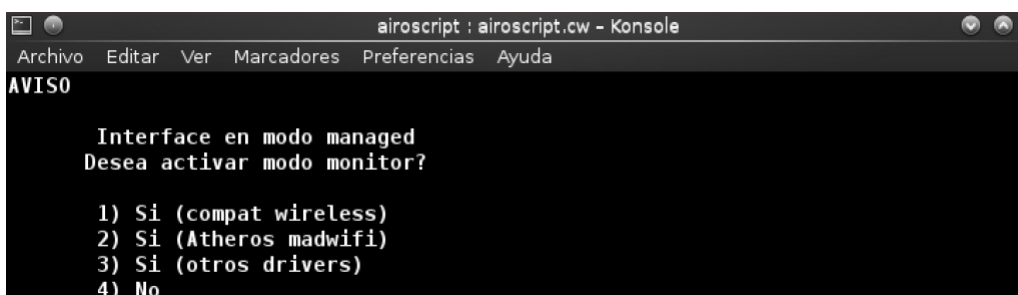 airoscript : airoscript.cw – Konsole
Archivo Editar Ver Marcadores Preferencias Ayuda
AVISO
Interface en modo managed
Desea activar modo monitor?
1) Si (compat wireless)
2) Si (Atheros madwifi)
3) Si (otros drivers)
4) No